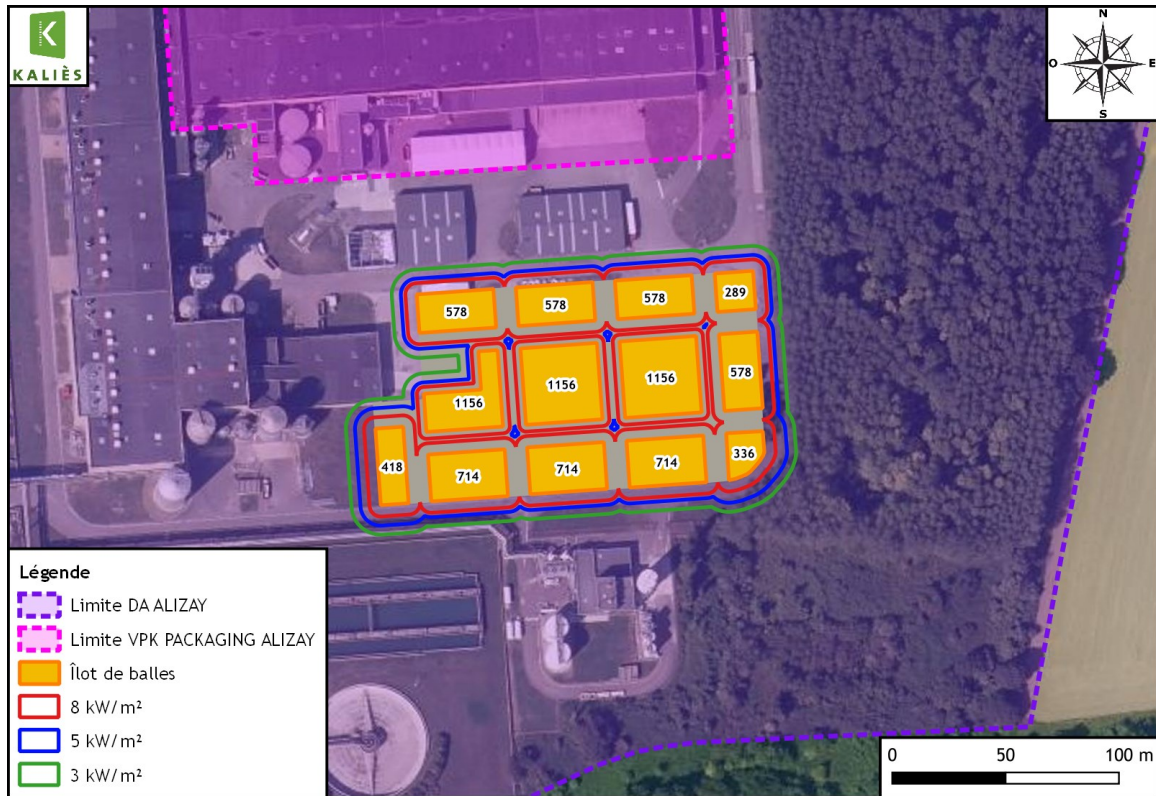 KALIÈS
N
O
E
S
578
578
578
289
1156
1156
1156
578
418
714
714
714
336
Légende
Limite DA ALIZAY
Limite VPK PACKAGING ALIZAY
Îlot de balles
8 kW/m²
5 kW/m²
3 kW/m²
0 50 100 m